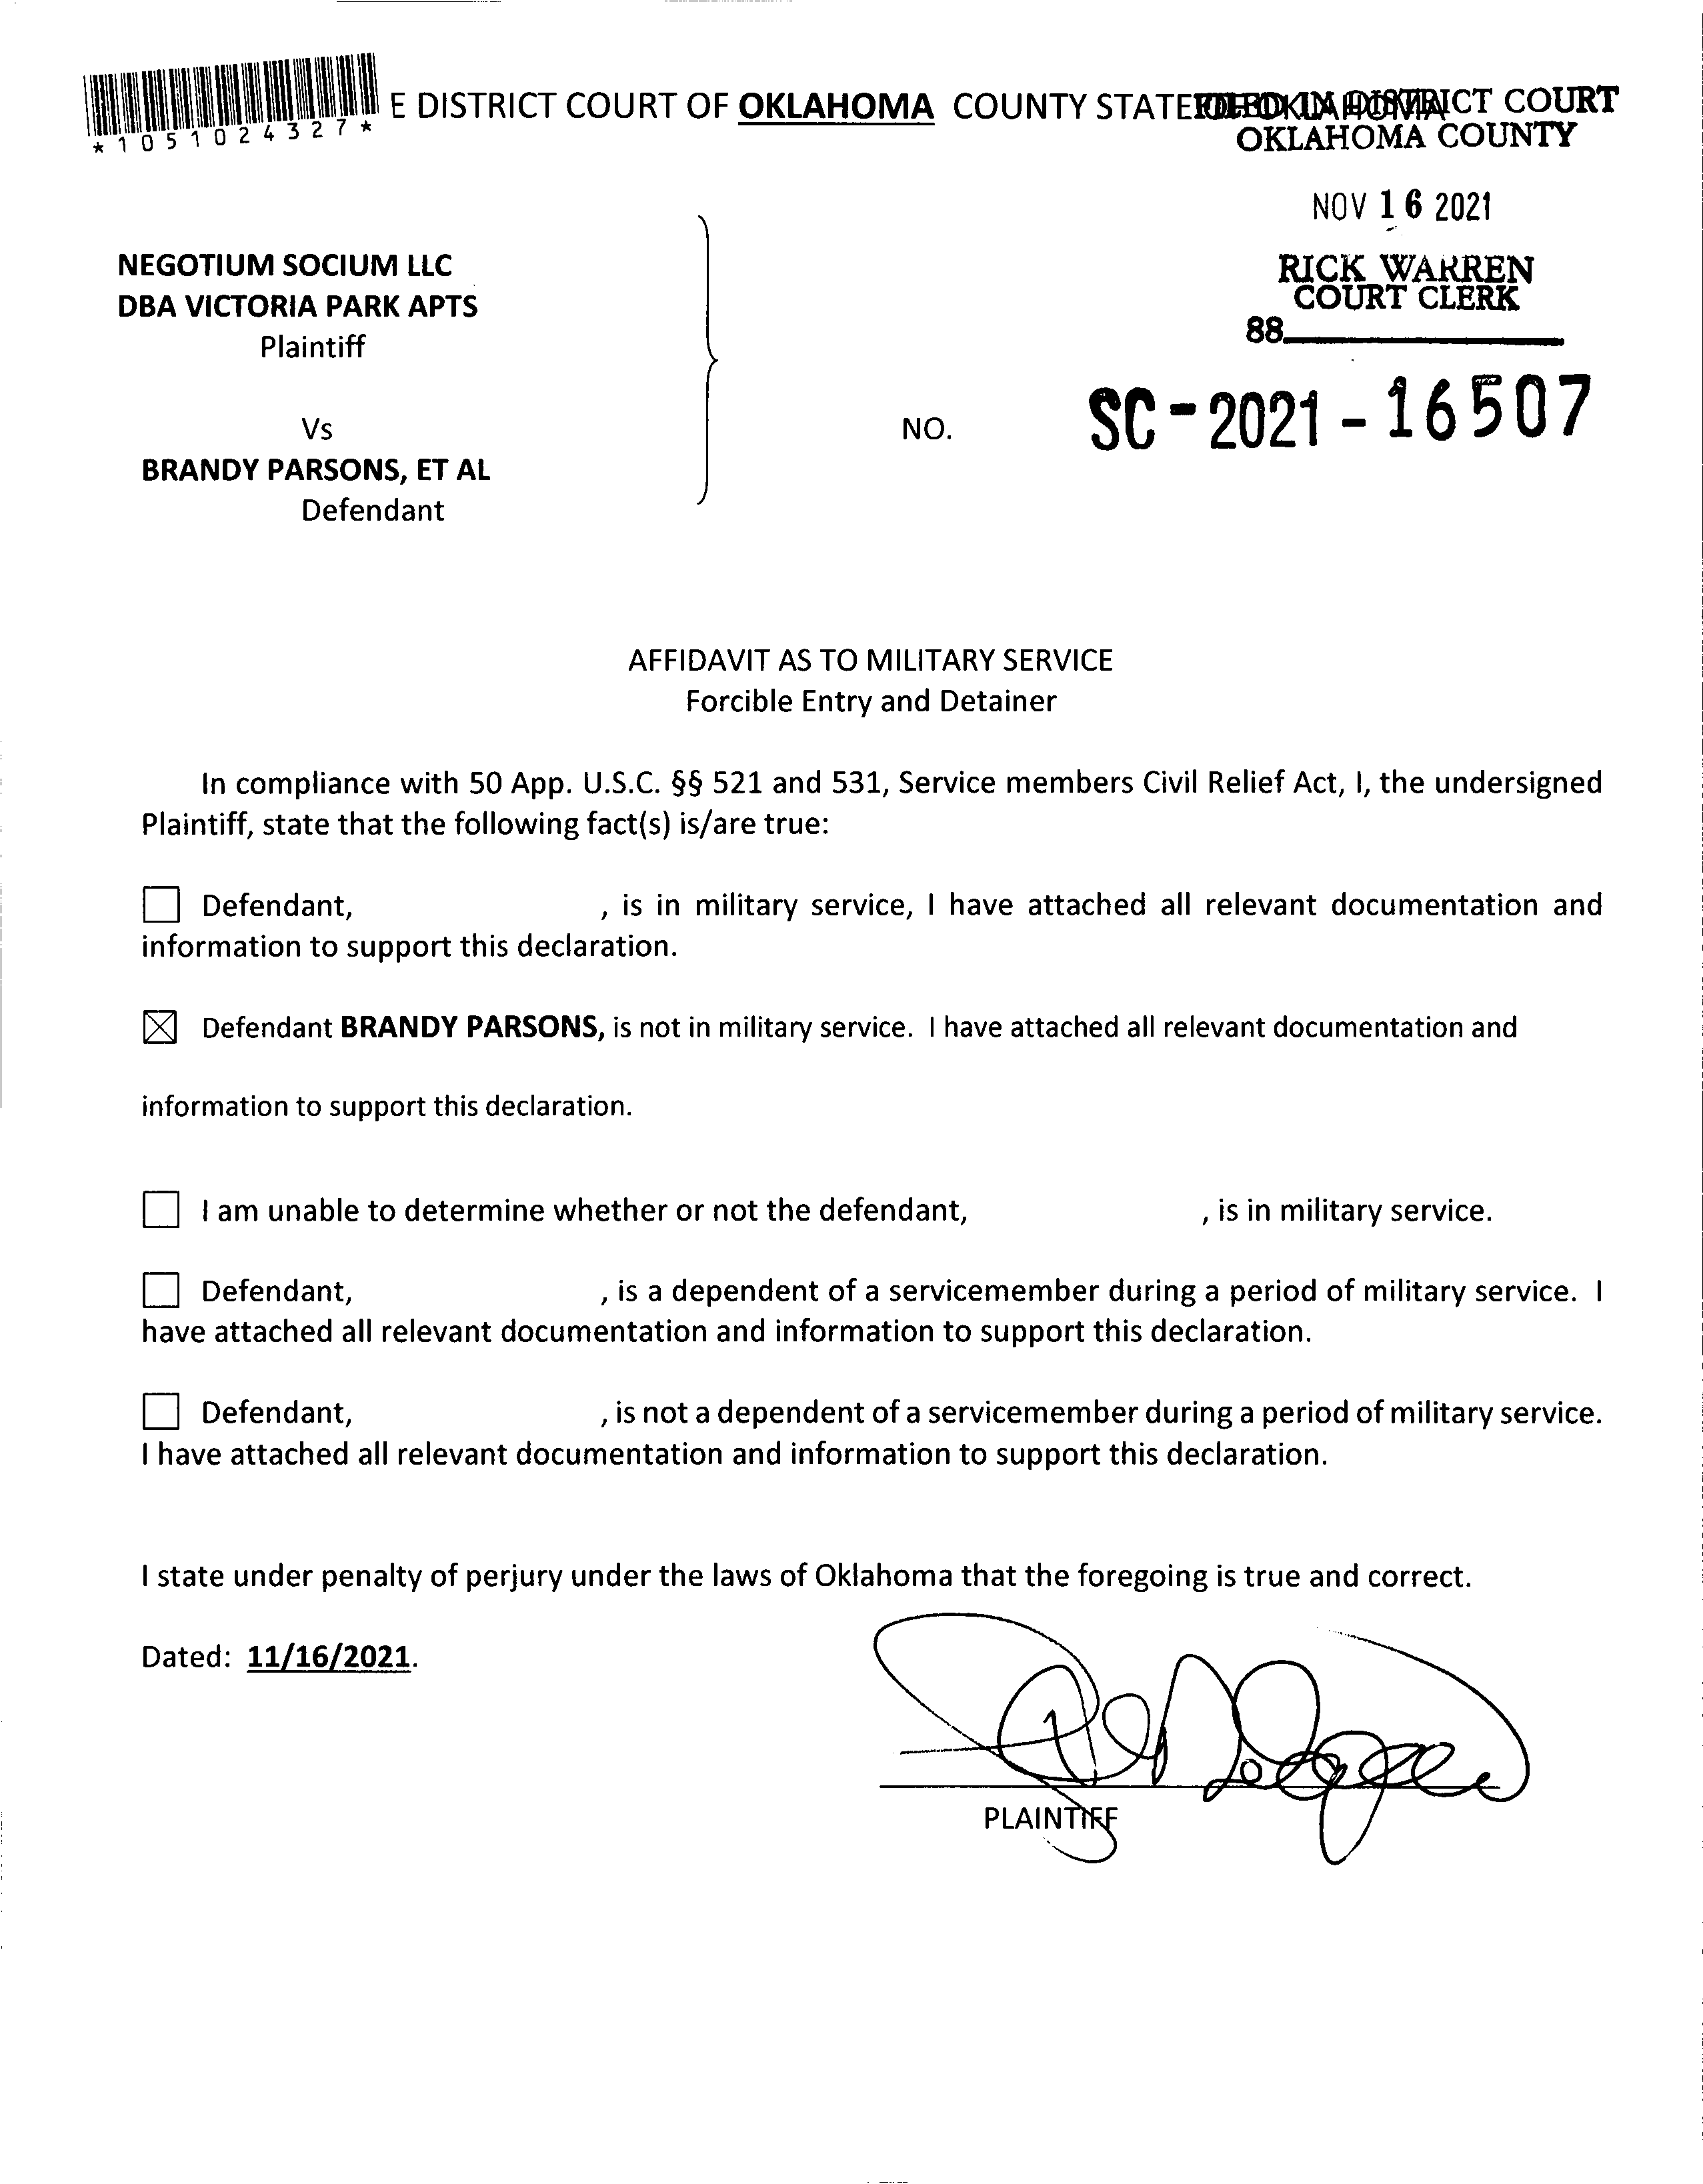 E DISTRICT COURT OF OKLAHOMA COUNTY STATE OF OKLAHOMA
FILED IN DISTRICT COURT
OKLAHOMA COUNTY
*1051024327*
NOV 16 2021
RICK WARREN
COURT CLERK
88
NEGOTIUM SOCIUM LLC
DBA VICTORIA PARK APTS
Plaintiff
Vs
BRANDY PARSONS, ET AL
Defendant
NO.
SC-2021-16507
AFFIDAVIT AS TO MILITARY SERVICE
Forcible Entry and Detainer
In compliance with 50 App. U.S.C. §§ 521 and 531, Service members Civil Relief Act, I, the undersigned
Plaintiff, state that the following fact(s) is/are true:
Defendant, , is in military service, I have attached all relevant documentation and
information to support this declaration.
Defendant BRANDY PARSONS, is not in military service. I have attached all relevant documentation and
information to support this declaration.
I am unable to determine whether or not the defendant, , is in military service.
Defendant, , is a dependent of a servicemember during a period of military service. I
have attached all relevant documentation and information to support this declaration.
Defendant, , is not a dependent of a servicemember during a period of military service.
I have attached all relevant documentation and information to support this declaration.
I state under penalty of perjury under the laws of Oklahoma that the foregoing is true and correct.
Dated: 11/16/2021.
PLAINTIFF